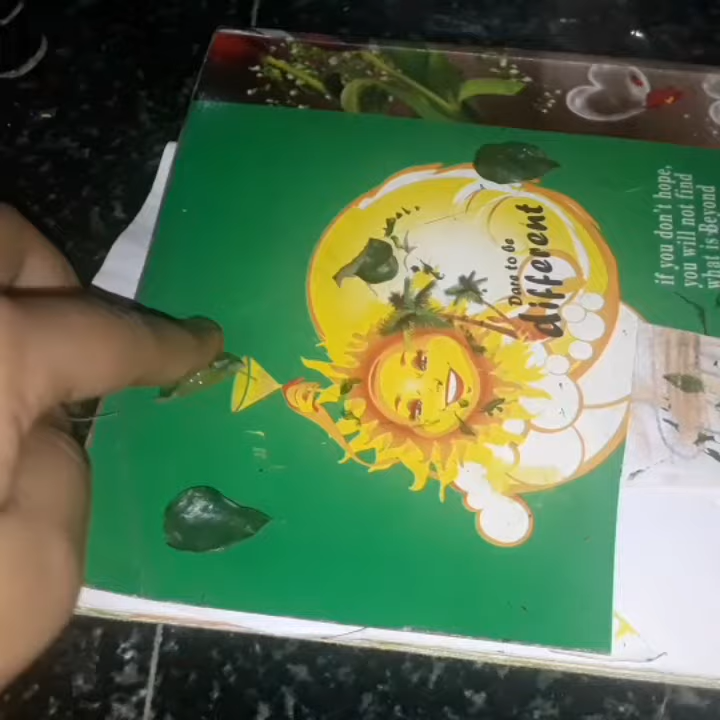 Dare to be
different
if you don't hope,
you will not find
what is Beyond